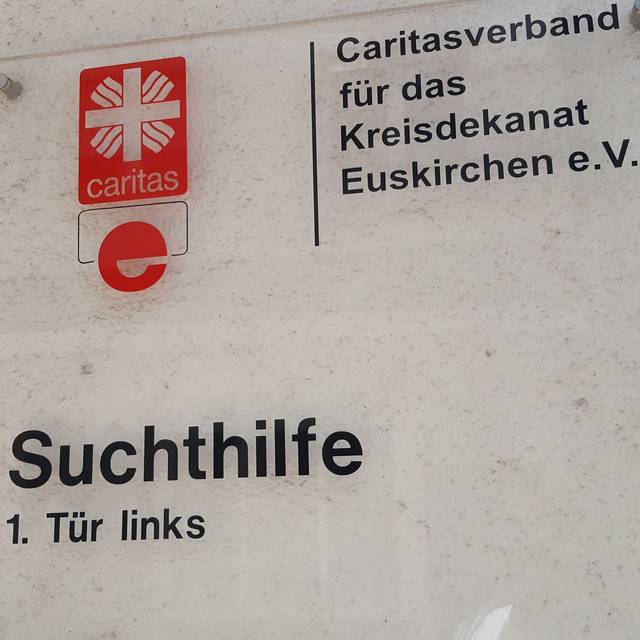 caritas
e
Caritasverband
für das
Kreisdekanat
Euskirchen e.V.
Suchthilfe
1. Tür links